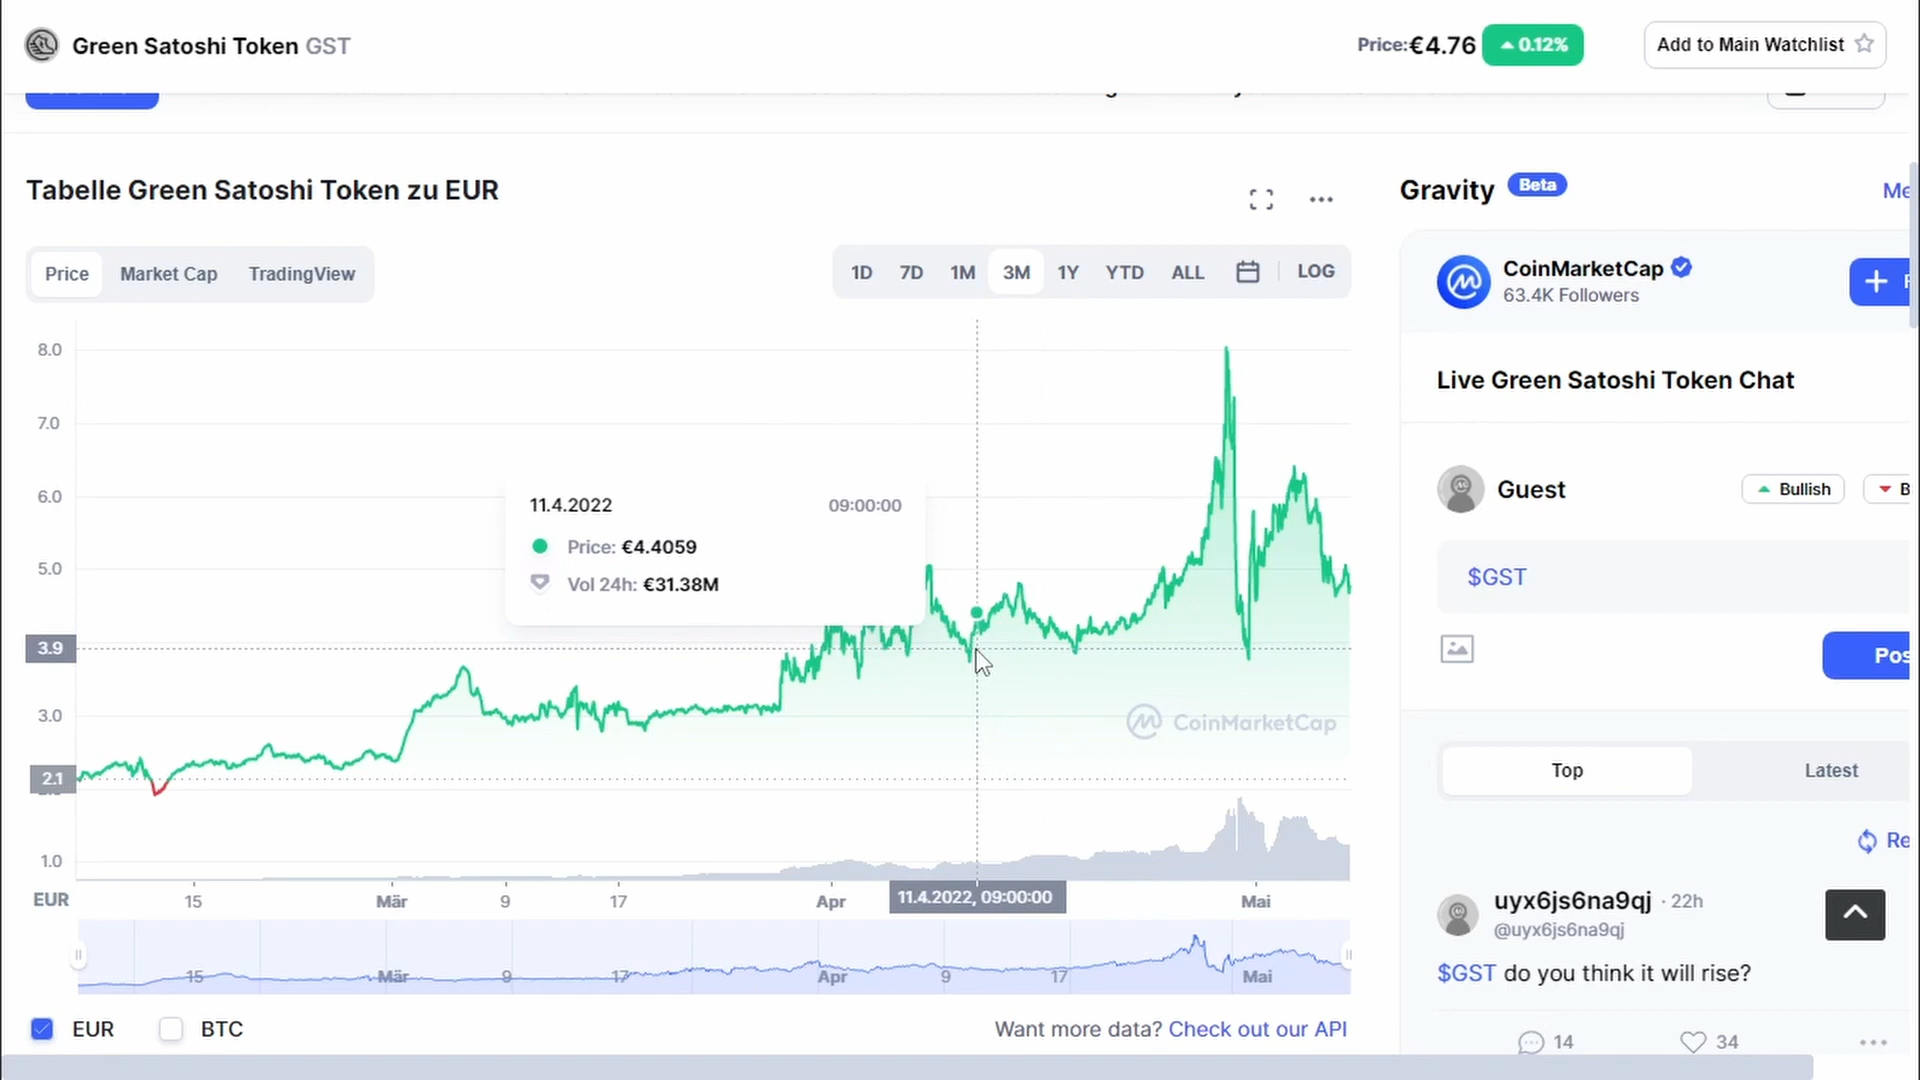 Green Satoshi Token GST
Price:€4.76
0.12%
Add to Main Watchlist
Tabelle Green Satoshi Token zu EUR
Gravity Beta
Me
Price Market Cap TradingView
1D 7D 1M 3M 1Y YTD ALL LOG
CoinMarketCap
63.4K Followers
8.0
7.0
6.0
5.0
3.9
3.0
2.1
1.0
11.4.2022 09:00:00
Price: €4.4059
Vol 24h: €31.38M
CoinMarketCap
EUR 15 Mär 9 17 Apr 11.4.2022, 09:00:00 Mai
15 Mär 9 17 Apr 9 17 Mai
EUR BTC
Want more data? Check out our API
Live Green Satoshi Token Chat
Guest
Bullish
B
$GST
Pos
Top Latest
Re
uyx6js6na9qj · 22h
@uyx6js6na9qj
$GST do you think it will rise?
14 34